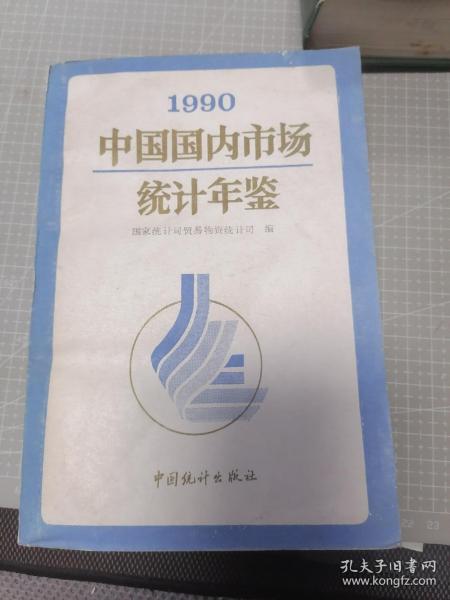 1990
中国国内市场
统计年鉴
国家统计局贸易物资统计司 编
中国统计出版社
22 23
孔夫子旧书网
www.kongfz.com